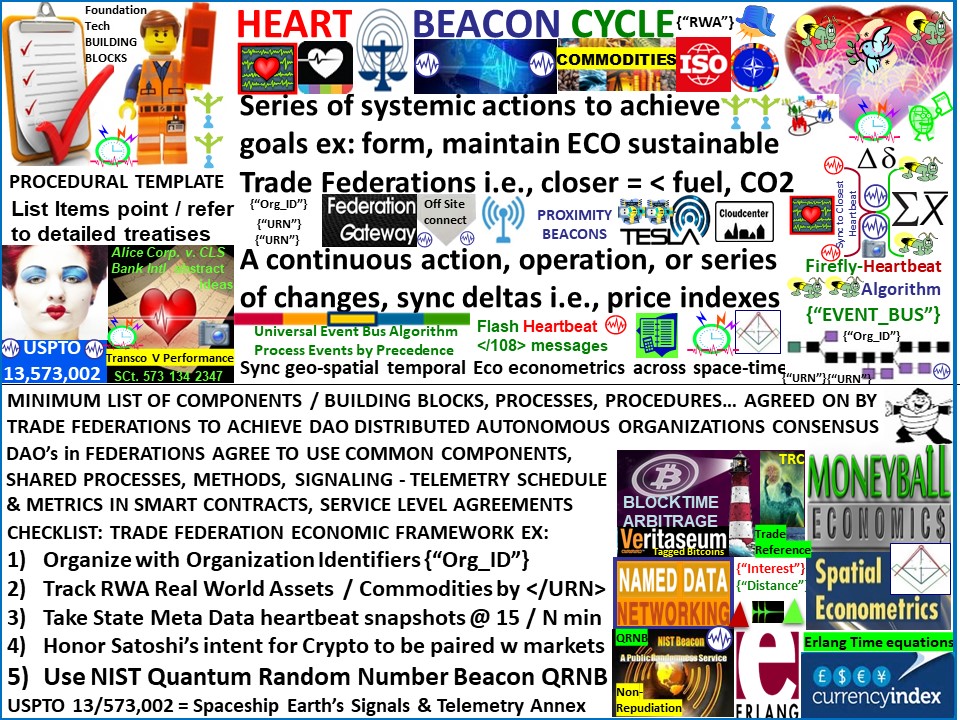 Foundation
Tech
BUILDING
BLOCKS
HEART BEACON CYCLE {“RWA”}
COMMODITIES
ISO
Series of systemic actions to achieve
goals ex: form, maintain ECO sustainable
Trade Federations i.e., closer = < fuel, CO2
PROCEDURAL TEMPLATE
List Items point / refer
to detailed treatises
{“Org_ID”}
{“URN”}
{“URN”}
Federation
Gateway
Off Site
connect
PROXIMITY
BEACONS
TESLA
Cloudcenter
Δδ
ΣX
Sync to Closest
Heartbeat
A continuous action, operation, or series
of changes, sync deltas i.e., price indexes
Firefly-Heartbeat
Algorithm
{“EVENT_BUS”}
Alice Corp. v. CLS
Bank Intl. Abstract
ideas
USPTO
13,573,002
Transco V Performance
SCt. 573 134 2347
Universal Event Bus Algorithm
Process Events by Precedence
Flash Heartbeat
</108> messages
{“Org_ID”}
{“URN”}{“URN”}
Sync geo-spatial temporal Eco econometrics across space-time
MINIMUM LIST OF COMPONENTS / BUILDING BLOCKS, PROCESSES, PROCEDURES... AGREED ON BY
TRADE FEDERATIONS TO ACHIEVE DAO DISTRIBUTED AUTONOMOUS ORGANIZATIONS CONSENSUS
DAO’s in FEDERATIONS AGREE TO USE COMMON COMPONENTS,
SHARED PROCESSES, METHODS, SIGNALING - TELEMETRY SCHEDULE
& METRICS IN SMART CONTRACTS, SERVICE LEVEL AGREEMENTS
CHECKLIST: TRADE FEDERATION ECONOMIC FRAMEWORK EX:
1) Organize with Organization Identifiers {“Org_ID”}
2) Track RWA Real World Assets / Commodities by </URN>
3) Take State Meta Data heartbeat snapshots @ 15 / N min
4) Honor Satoshi’s intent for Crypto to be paired w markets
5) Use NIST Quantum Random Number Beacon QRNB
USPTO 13/573,002 = Spaceship Earth’s Signals & Telemetry Annex
BLOCKTIME
ARBITRAGE
Veritaseum
Tagged Bitcoins
TRC
Trade
Reference
MONEYBALL
ECONOMIC$
NAMED DATA
NETWORKING
{“Interest”}
{“Distance”}
Spatial
Econometrics
QRNB
NIST Beacon
A Public Randomness Service
Non-
Repudiation
e
ERLANG
Erlang Time equations
£ $ € ¥
currencyindex